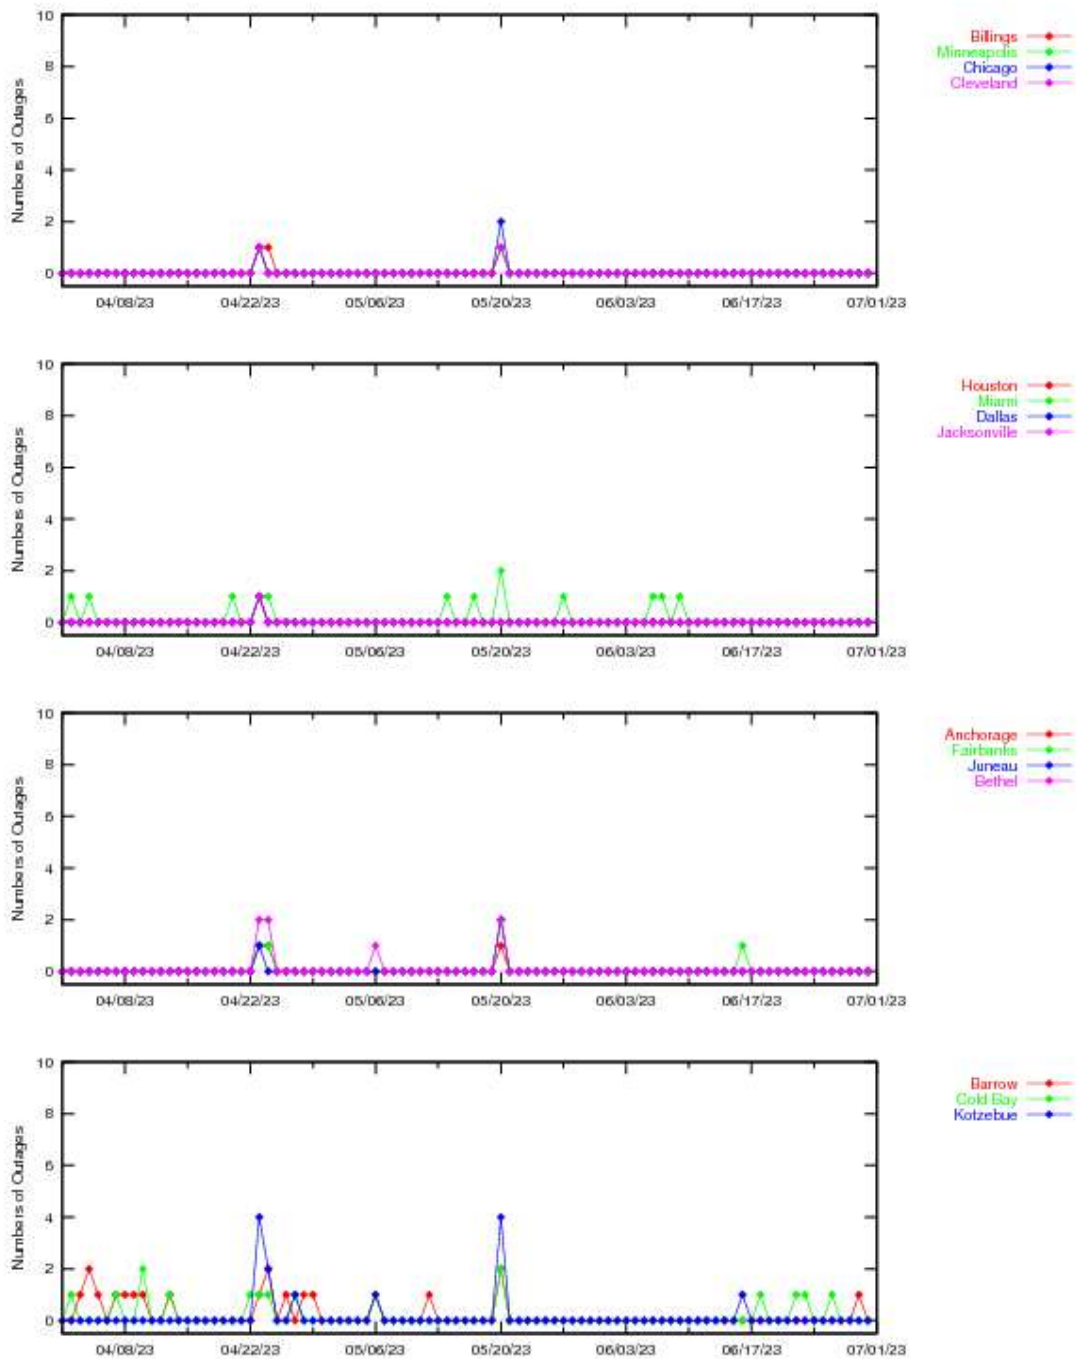 10
8
6
4
2
0
Numbers of Outages
04/08/23 04/22/23 05/06/23 05/20/23 06/03/23 06/17/23 07/01/23
Billings
Minneapolis
Chicago
Cleveland
10
8
6
4
2
0
Numbers of Outages
04/08/23 04/22/23 05/06/23 05/20/23 06/03/23 06/17/23 07/01/23
Houston
Miami
Dallas
Jacksonville
10
8
6
4
2
0
Numbers of Outages
04/08/23 04/22/23 05/06/23 05/20/23 06/03/23 06/17/23 07/01/23
Anchorage
Fairbanks
Juneau
Bethel
10
8
6
4
2
0
Numbers of Outages
04/08/23 04/22/23 05/06/23 05/20/23 06/03/23 06/17/23 07/01/23
Barrow
Cold Bay
Kotzebue